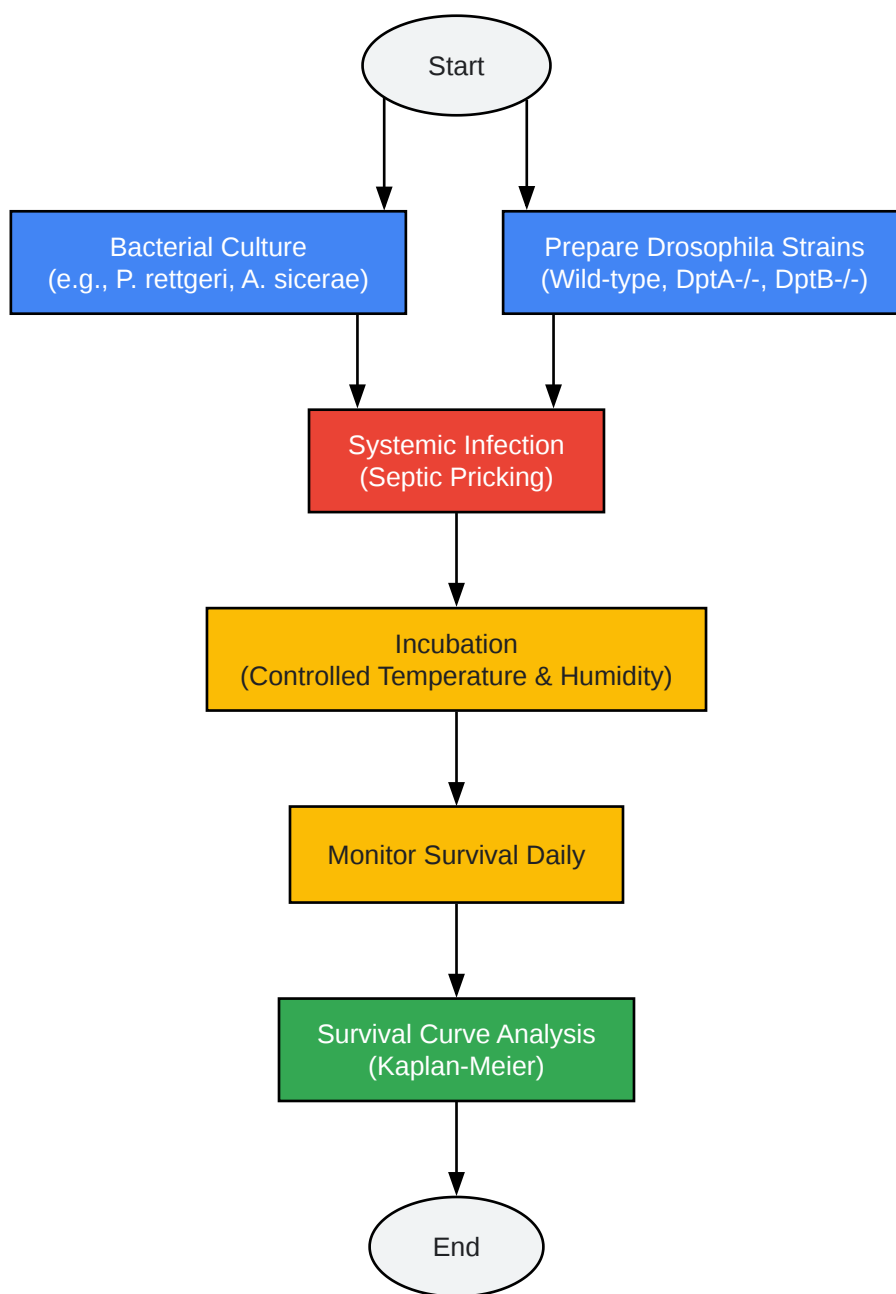 Start
Bacterial Culture
(e.g., P. rettgeri, A. sicerae)
Prepare Drosophila Strains
(Wild-type, DptA-/-, DptB-/-)
Systemic Infection
(Septic Pricking)
Incubation
(Controlled Temperature & Humidity)
Monitor Survival Daily
Survival Curve Analysis
(Kaplan-Meier)
End